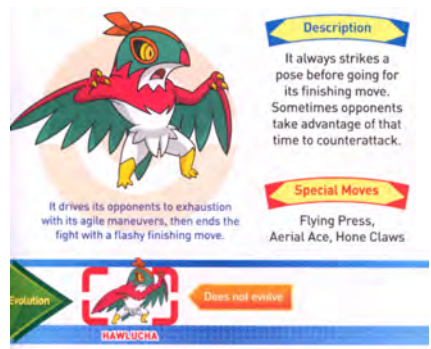 Description
It always strikes a
pose before going for
its finishing move.
Sometimes opponents
take advantage of that
time to counterattack.
It drives its opponents to exhaustion
with its agile maneuvers, then ends the
fight with a flashy finishing move.
Special Moves
Flying Press,
Aerial Ace, Hone Claws
Evolution
Does not evolve
HAWLUCHA